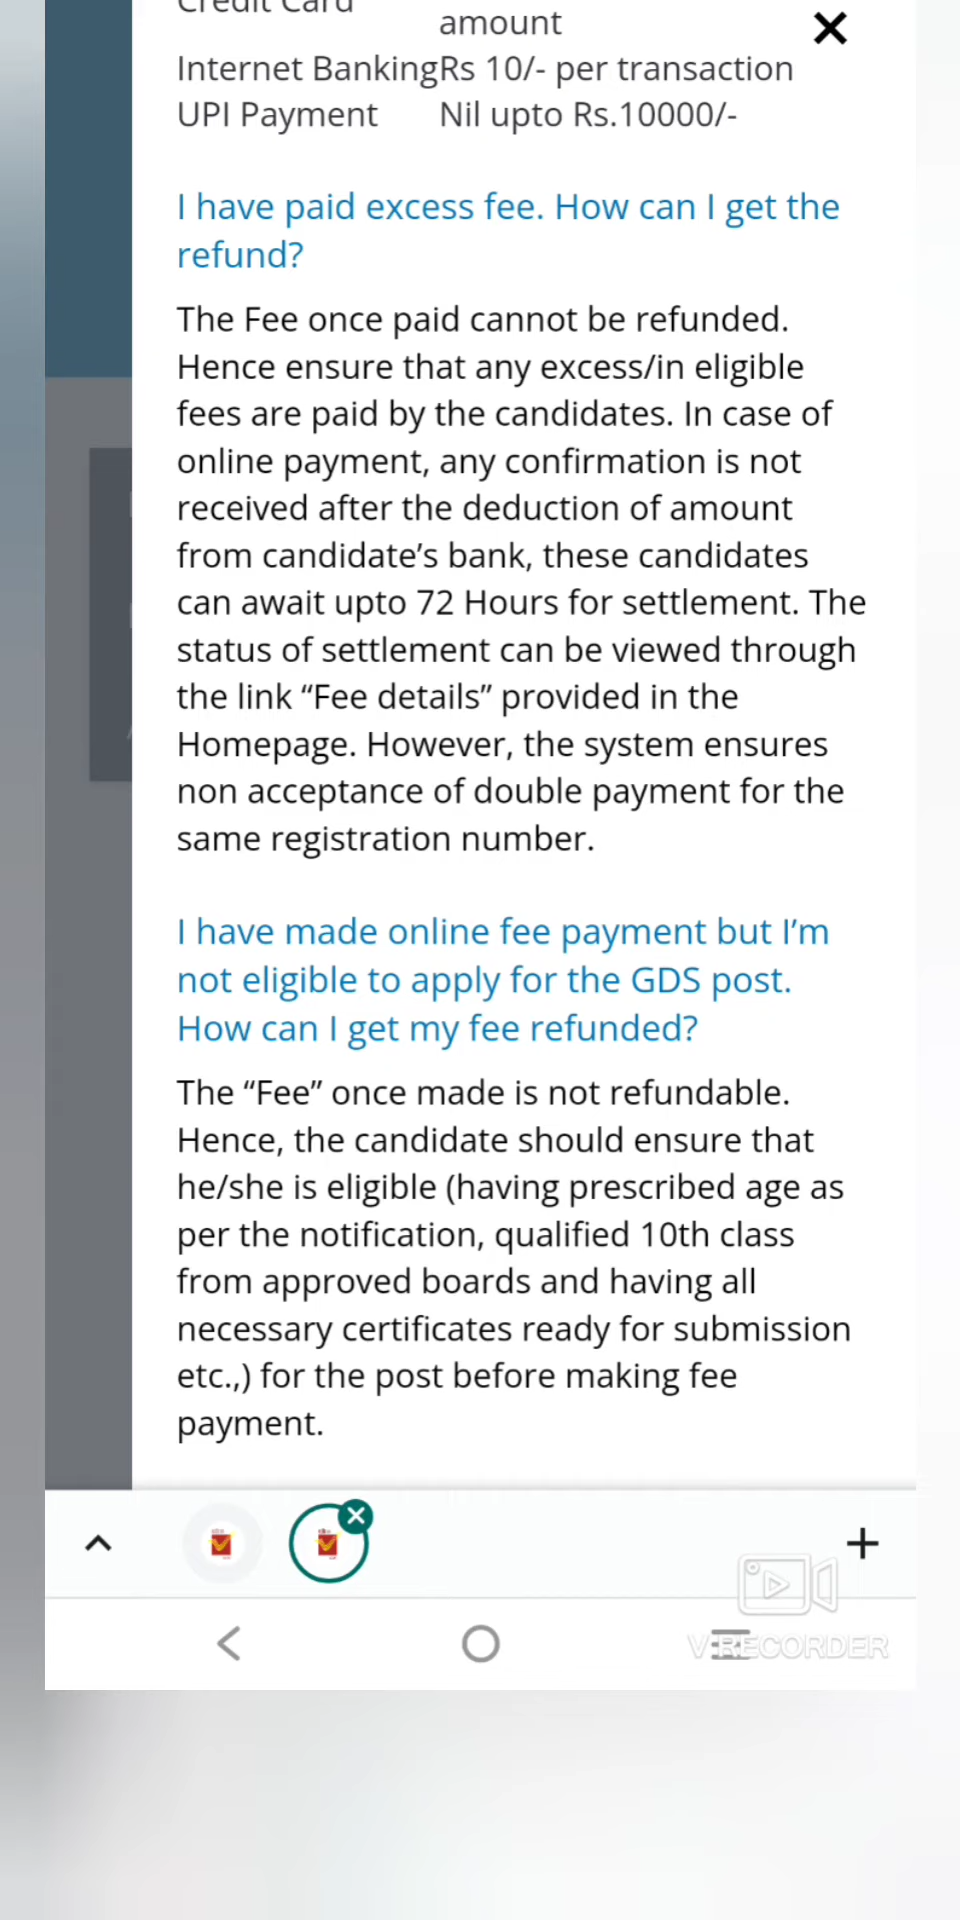 Credit Card
amount
Internet BankingRs 10/- per transaction
UPI Payment Nil upto Rs.10000/-
I have paid excess fee. How can I get the
refund?
The Fee once paid cannot be refunded.
Hence ensure that any excess/in eligible
fees are paid by the candidates. In case of
online payment, any confirmation is not
received after the deduction of amount
from candidate’s bank, these candidates
can await upto 72 Hours for settlement. The
status of settlement can be viewed through
the link “Fee details” provided in the
Homepage. However, the system ensures
non acceptance of double payment for the
same registration number.
I have made online fee payment but I’m
not eligible to apply for the GDS post.
How can I get my fee refunded?
The “Fee” once made is not refundable.
Hence, the candidate should ensure that
he/she is eligible (having prescribed age as
per the notification, qualified 10th class
from approved boards and having all
necessary certificates ready for submission
etc.,) for the post before making fee
payment.
V RECORDER